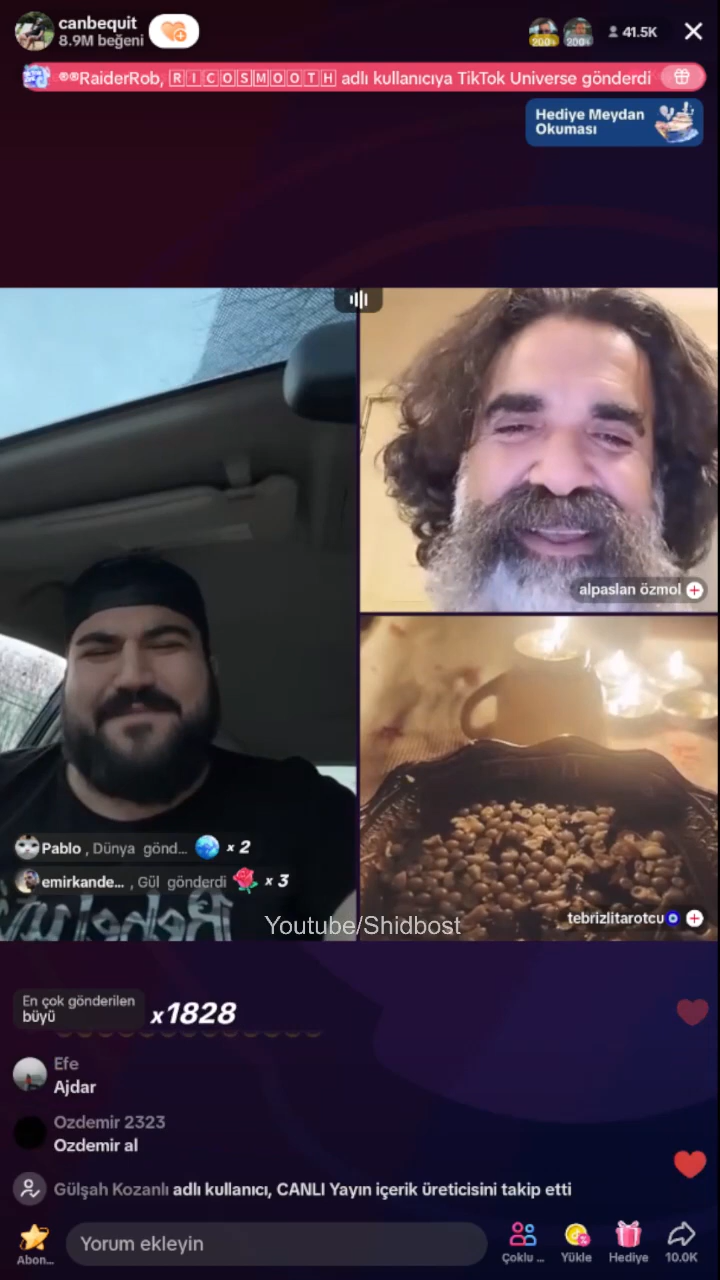 canbequit
8.9M beğeni
200+
200+
41.5K
®®RaiderRob, 🅁🄸🄲🄾🅂🄼🄾🄾🅃🄷 adlı kullanıcıya TikTok Universe gönderdi
Hediye Meydan
Okuması
alpaslan özmol
Pablo , Dünya gönd... x 2
emirkande... , Gül gönderdi x 3
Youtube/Shidbost
tebrizlitarotcu
En çok gönderilen
büyü
x1828
Efe
Ajdar
Ozdemir 2323
Ozdemir al
Gülşah Kozanlı adlı kullanıcı, CANLI Yayın içerik üreticisini takip etti
Abon...
Yorum ekleyin
Çoklu ...
Yükle
Hediye
10.0K